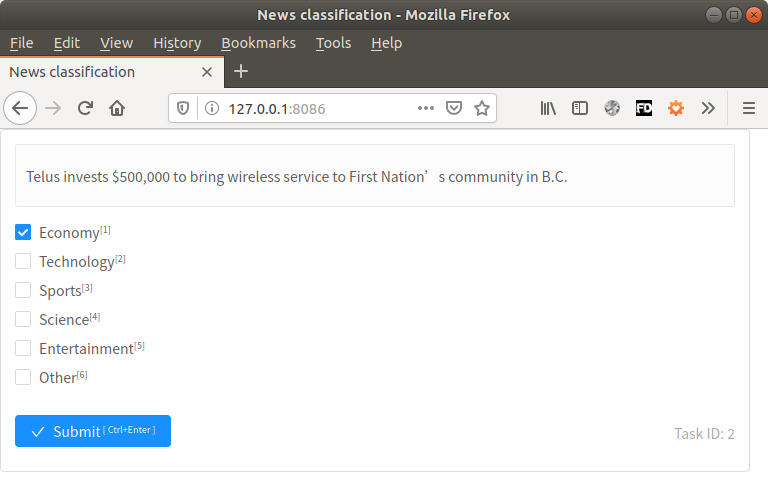 News classification - Mozilla Firefox
File Edit View History Bookmarks Tools Help
News classification
127.0.0.1:8086
FD
Telus invests $500,000 to bring wireless service to First Nation’s community in B.C.
Economy[1]
Technology[2]
Sports[3]
Science[4]
Entertainment[5]
Other[6]
Submit [ Ctrl+Enter ]
Task ID: 2